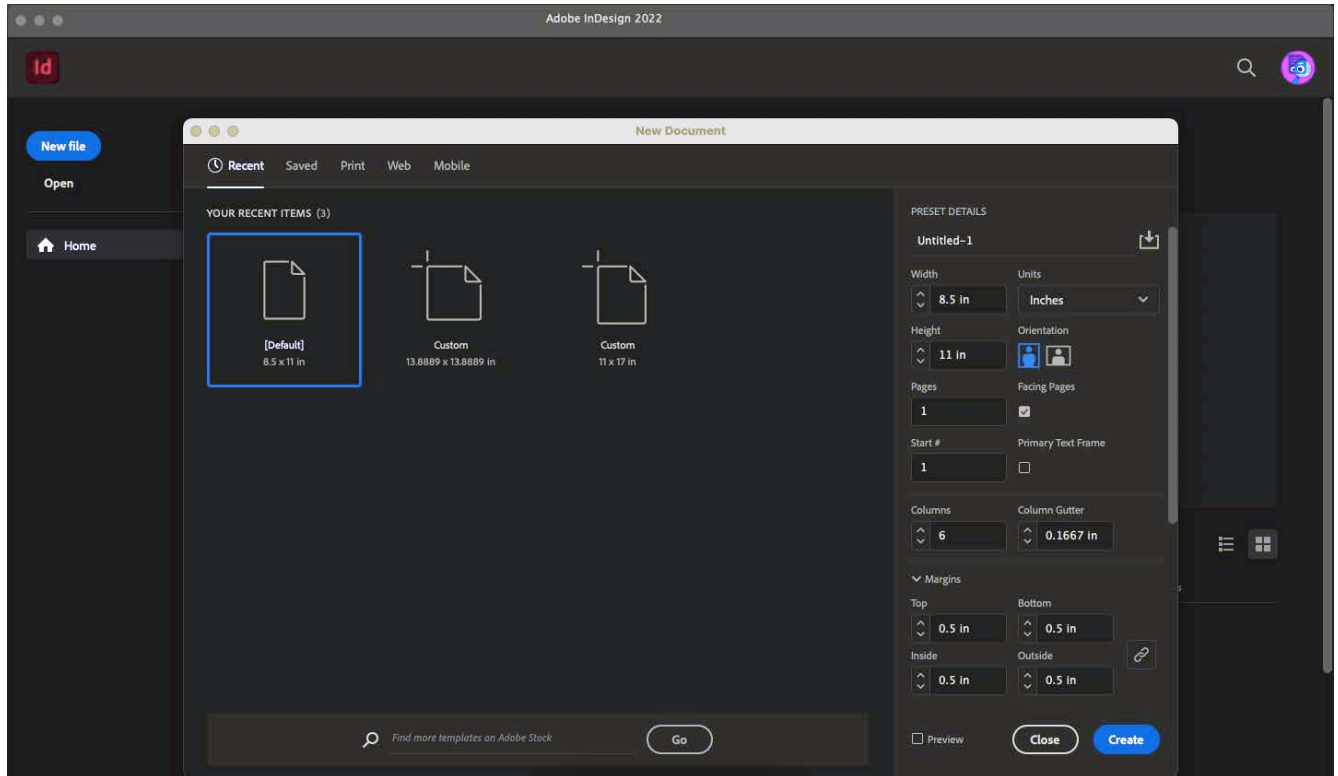 Adobe InDesign 2022
Id
New file
Open
Home
New Document
Recent Saved Print Web Mobile
YOUR RECENT ITEMS (3)
[Default]
8.5 x 11 in
Custom
13.8889 x 13.8889 in
Custom
11 x 17 in
Find more templates on Adobe Stock
Go
PRESET DETAILS
Untitled-1
Width Units
8.5 in Inches
Height Orientation
11 in
Pages Facing Pages
1
Start # Primary Text Frame
1
Columns Column Gutter
6 0.1667 in
Margins
Top Bottom
0.5 in 0.5 in
Inside Outside
0.5 in 0.5 in
Preview Close Create